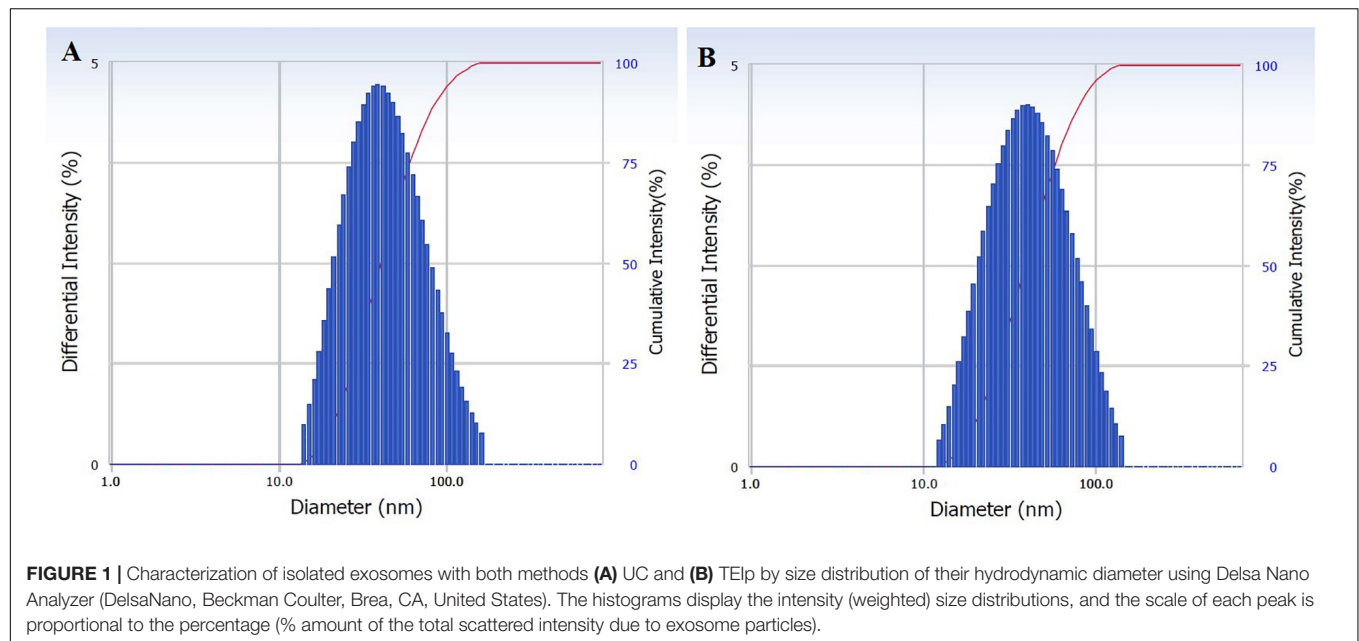 A
5
0
Differential Intensity (%)
100
75
50
25
0
Cumulative Intensity(%)
1.0
10.0
100.0
Diameter (nm)
B
5
0
Differential Intensity (%)
100
75
50
25
0
Cumulative Intensity(%)
1.0
10.0
100.0
Diameter (nm)
FIGURE 1 | Characterization of isolated exosomes with both methods (A) UC and (B) TEIp by size distribution of their hydrodynamic diameter using Delsa Nano
Analyzer (DelsaNano, Beckman Coulter, Brea, CA, United States). The histograms display the intensity (weighted) size distributions, and the scale of each peak is
proportional to the percentage (% amount of the total scattered intensity due to exosome particles).